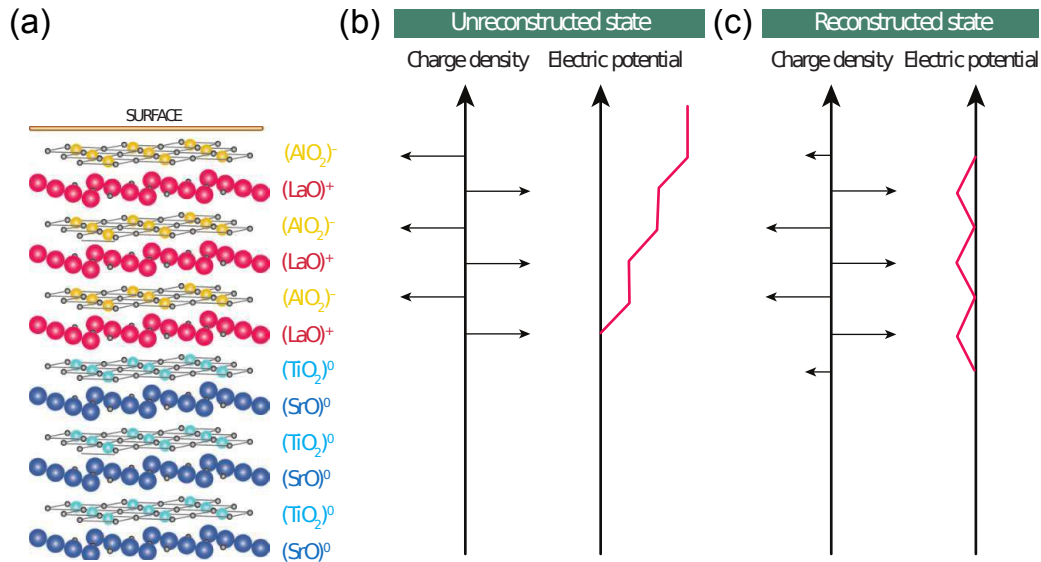 (a)
SURFACE
(AlO₂)⁻
(LaO)⁺
(AlO₂)⁻
(LaO)⁺
(AlO₂)⁻
(LaO)⁺
(TiO₂)⁰
(SrO)⁰
(TiO₂)⁰
(SrO)⁰
(TiO₂)⁰
(SrO)⁰
(b)
Unreconstructed state
Charge density
Electric potential
(c)
Reconstructed state
Charge density
Electric potential